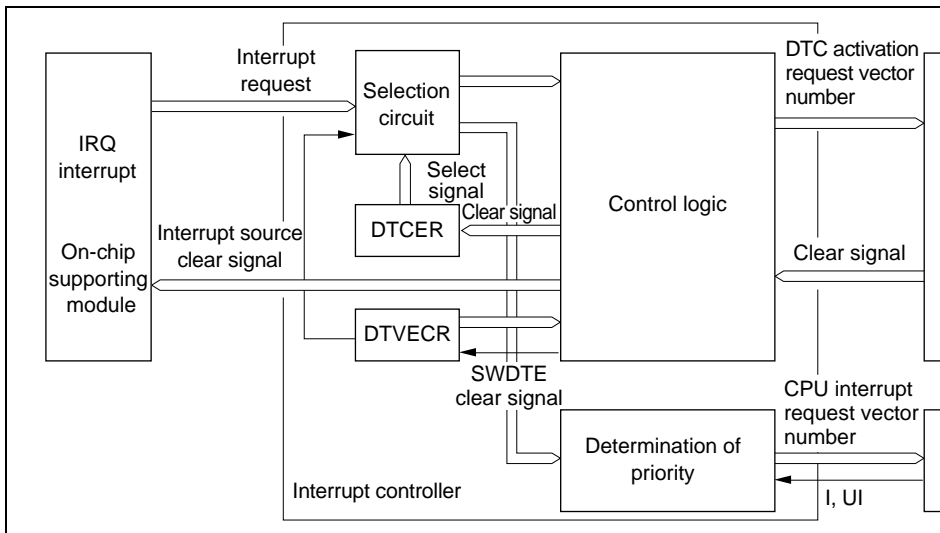 Interrupt
request
DTC activation
request vector
number
Selection
circuit
IRQ
interrupt
Select
signal
Control logic
DTCER
Clear signal
Interrupt source
clear signal
On-chip
supporting
module
Clear signal
DTVECR
SWDTE
clear signal
CPU interrupt
request vector
number
Determination of
priority
Interrupt controller
I, UI